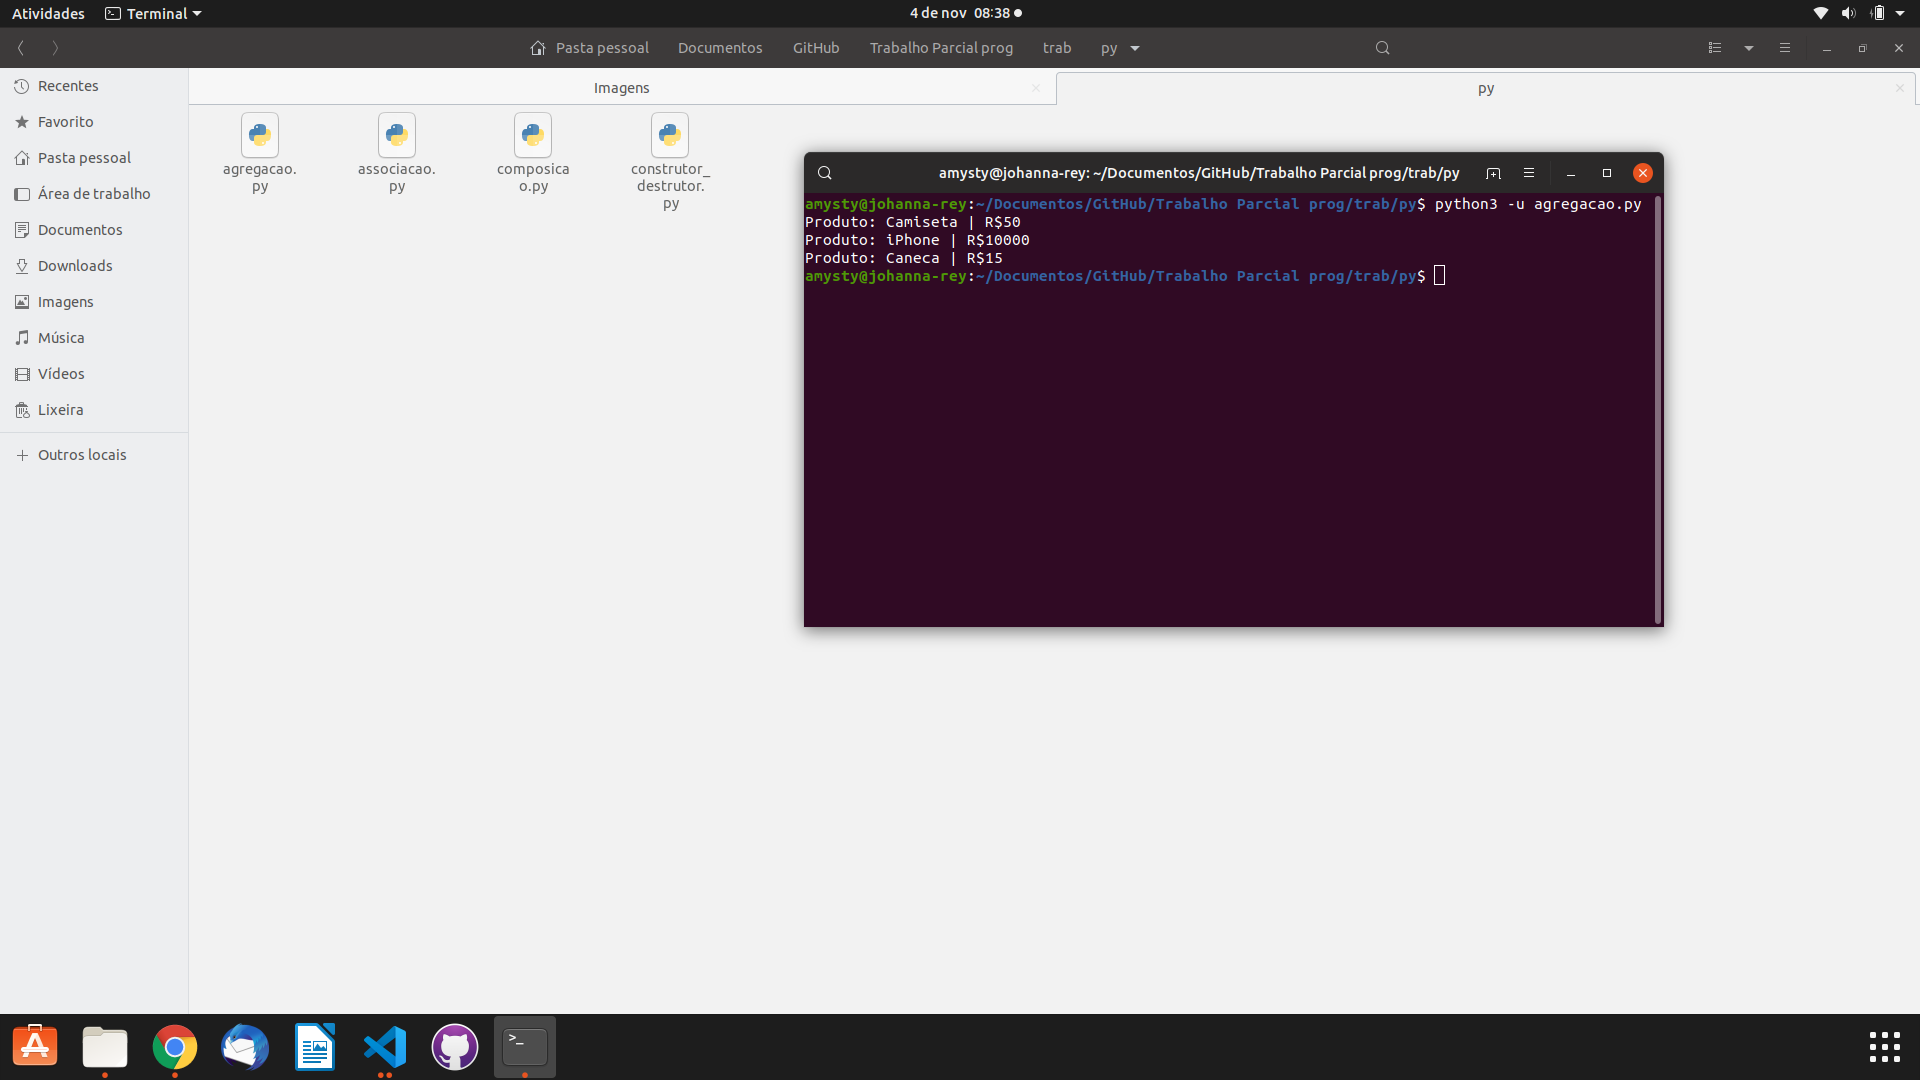 Atividades Terminal 4 de nov 08:38
Pasta pessoal Documentos GitHub Trabalho Parcial prog trab py
Recentes
Favorito
Pasta pessoal
Área de trabalho
Documentos
Downloads
Imagens
Música
Vídeos
Lixeira
Outros locais
Imagens
py
agregacao.
py
associacao.
py
composica
o.py
construtor_
destrutor.
py
amysty@johanna-rey: ~/Documentos/GitHub/Trabalho Parcial prog/trab/py
amysty@johanna-rey:~/Documentos/GitHub/Trabalho Parcial prog/trab/py$ python3 -u agregacao.py
Produto: Camiseta | R$50
Produto: iPhone | R$10000
Produto: Caneca | R$15
amysty@johanna-rey:~/Documentos/GitHub/Trabalho Parcial prog/trab/py$